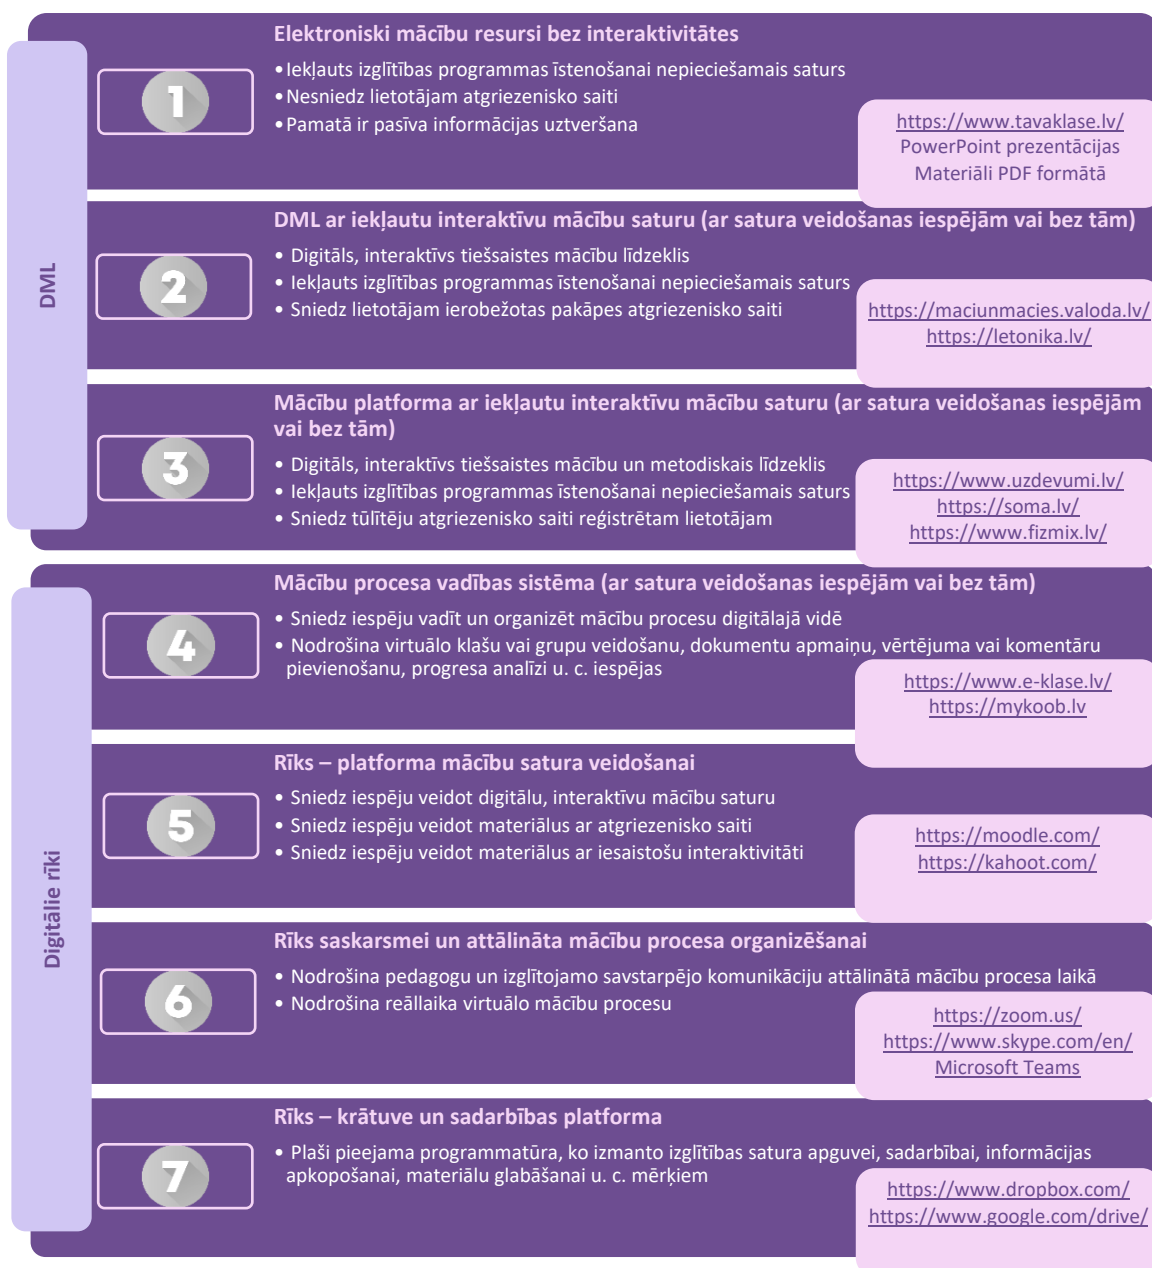 DML
Elektroniski mācību resursi bez interaktivitātes
1
•Iekļauts izglītības programmas īstenošanai nepieciešamais saturs
•Nesniedz lietotājam atgriezenisko saiti
•Pamatā ir pasīva informācijas uztveršana
https://www.tavaklase.lv/
PowerPoint prezentācijas
Materiāli PDF formātā
DML ar iekļautu interaktīvu mācību saturu (ar satura veidošanas iespējām vai bez tām)
2
• Digitāls, interaktīvs tiešsaistes mācību līdzeklis
• Iekļauts izglītības programmas īstenošanai nepieciešamais saturs
• Sniedz lietotājam ierobežotas pakāpes atgriezenisko saiti
https://maciunmacies.valoda.lv/
https://letonika.lv/
Mācību platforma ar iekļautu interaktīvu mācību saturu (ar satura veidošanas iespējām
vai bez tām)
3
• Digitāls, interaktīvs tiešsaistes mācību un metodiskais līdzeklis
• Iekļauts izglītības programmas īstenošanai nepieciešamais saturs
• Sniedz tūlītēju atgriezenisko saiti reģistrētam lietotājam
https://www.uzdevumi.lv/
https://soma.lv/
https://www.fizmix.lv/
Digitālie rīki
Mācību procesa vadības sistēma (ar satura veidošanas iespējām vai bez tām)
4
• Sniedz iespēju vadīt un organizēt mācību procesu digitālajā vidē
• Nodrošina virtuālo klašu vai grupu veidošanu, dokumentu apmaiņu, vērtējuma vai komentāru
pievienošanu, progresa analīzi u. c. iespējas
https://www.e-klase.lv/
https://mykoob.lv
Rīks – platforma mācību satura veidošanai
5
• Sniedz iespēju veidot digitālu, interaktīvu mācību saturu
• Sniedz iespēju veidot materiālus ar atgriezenisko saiti
• Sniedz iespēju veidot materiālus ar iesaistošu interaktivitāti
https://moodle.com/
https://kahoot.com/
Rīks saskarsmei un attālināta mācību procesa organizēšanai
6
• Nodrošina pedagogu un izglītojamo savstarpējo komunikāciju attālinātā mācību procesa laikā
• Nodrošina reāllaika virtuālo mācību procesu
https://zoom.us/
https://www.skype.com/en/
Microsoft Teams
Rīks – krātuve un sadarbības platforma
7
• Plaši pieejama programmatūra, ko izmanto izglītības satura apguvei, sadarbībai, informācijas
apkopošanai, materiālu glabāšanai u. c. mērķiem
https://www.dropbox.com/
https://www.google.com/drive/